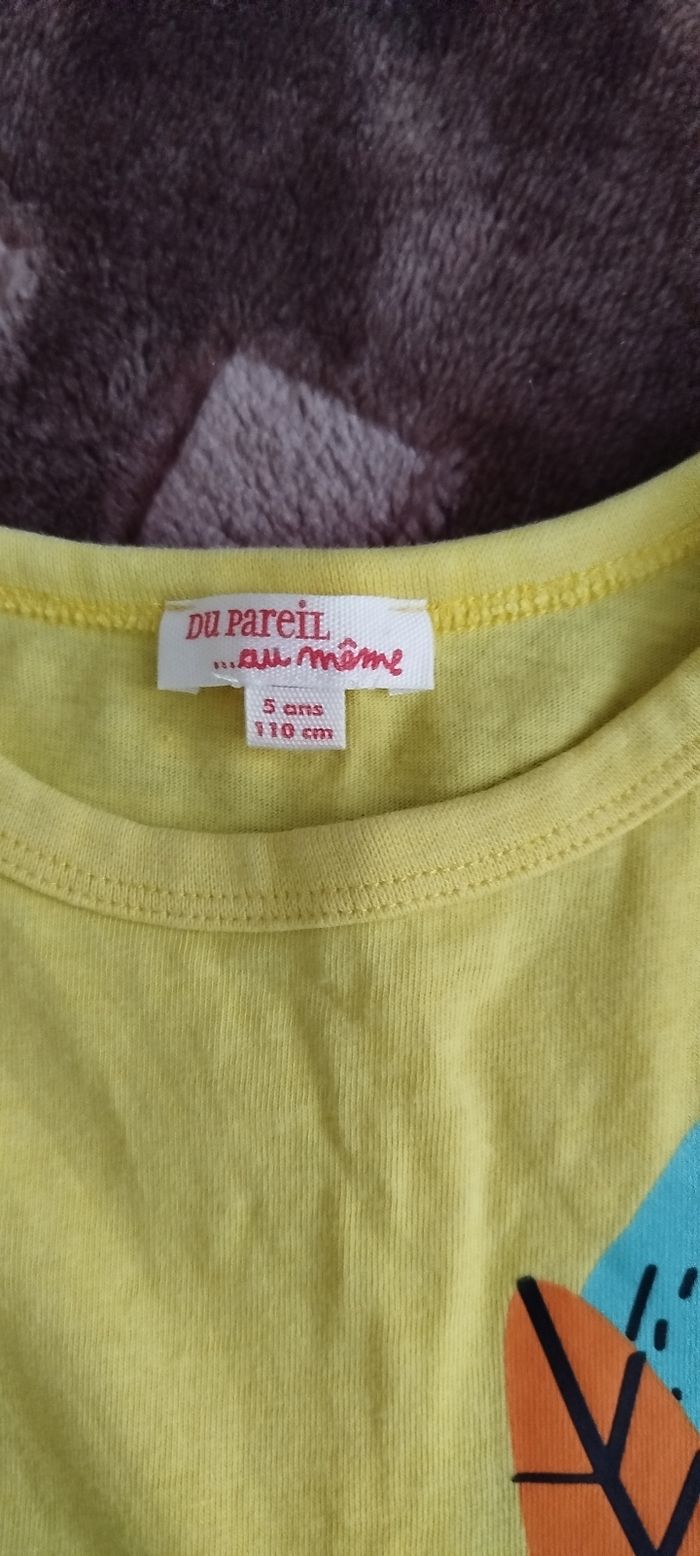 DU PareiL
...au même
5 ans
110 cm